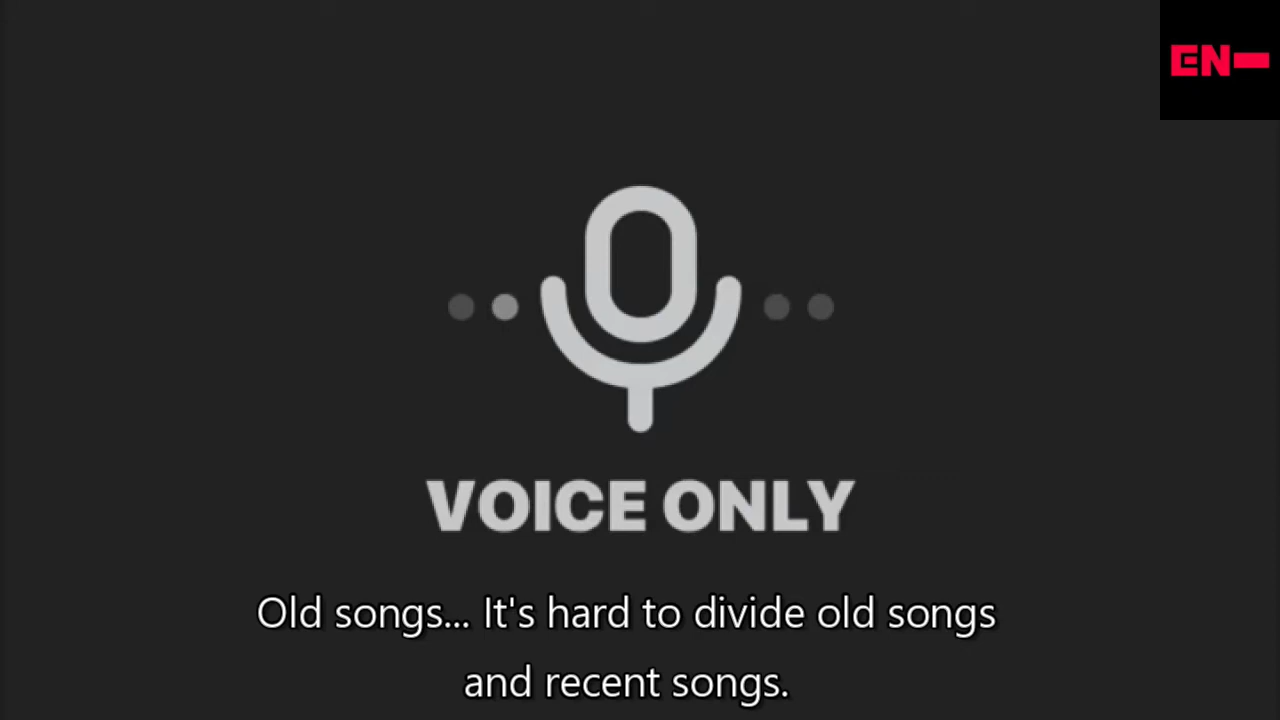 EN-
VOICE ONLY
Old songs... It's hard to divide old songs
and recent songs.